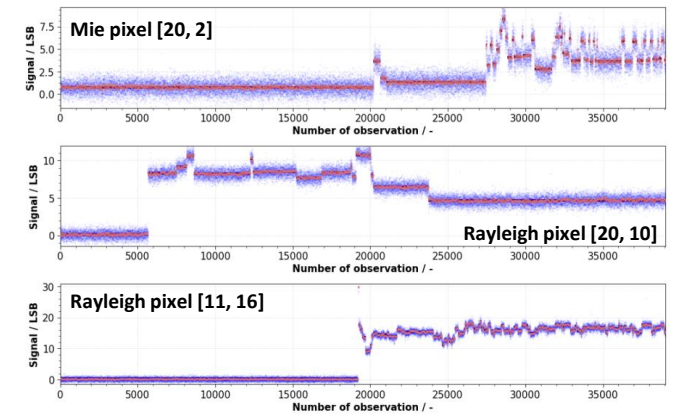 Mie pixel [20, 2]
Signal / LSB
7.5
5.0
2.5
0.0
0 5000 10000 15000 20000 25000 30000 35000
Number of observation / -
Signal / LSB
10
5
0
Rayleigh pixel [20, 10]
0 5000 10000 15000 20000 25000 30000 35000
Number of observation / -
Rayleigh pixel [11, 16]
Signal / LSB
30
20
10
0
0 5000 10000 15000 20000 25000 30000 35000
Number of observation / -